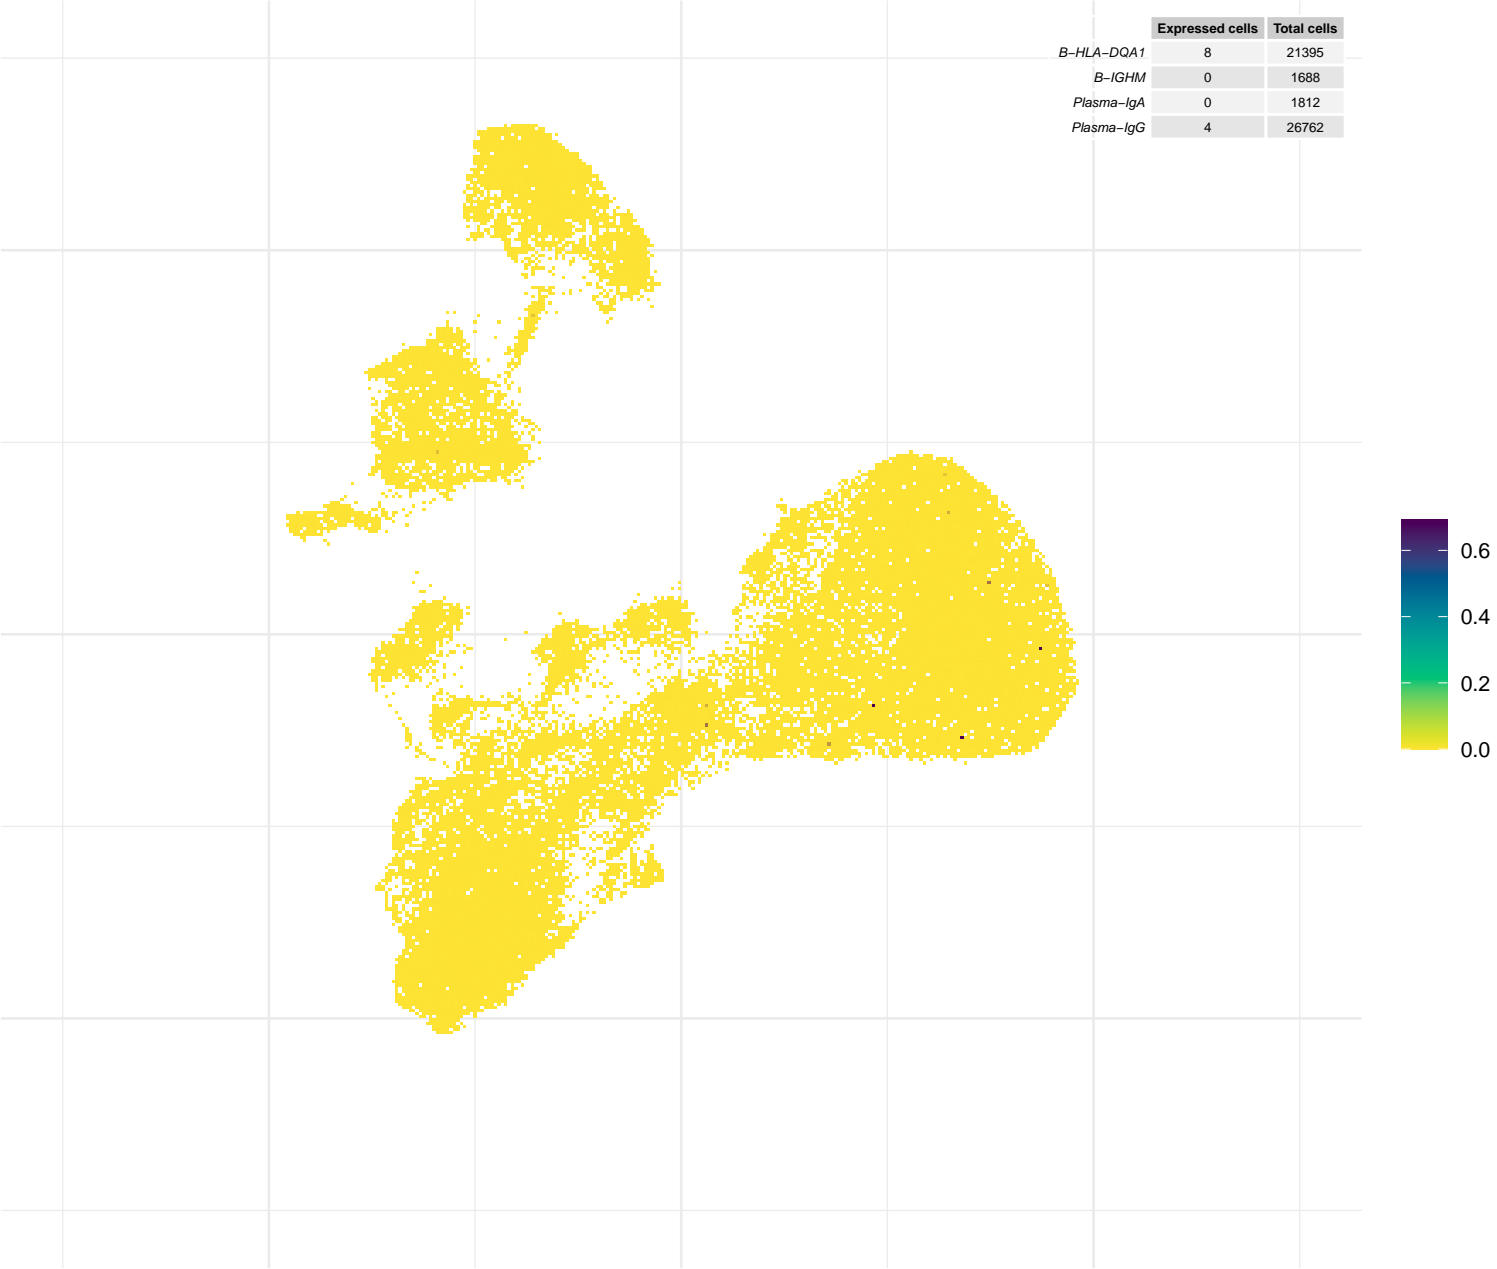 Expressed cells Total cells
B−HLA−DQA1 8 21395
B−IGHM 0 1688
Plasma−IgA 0 1812
Plasma−IgG 4 26762
0.6
0.4
0.2
0.0